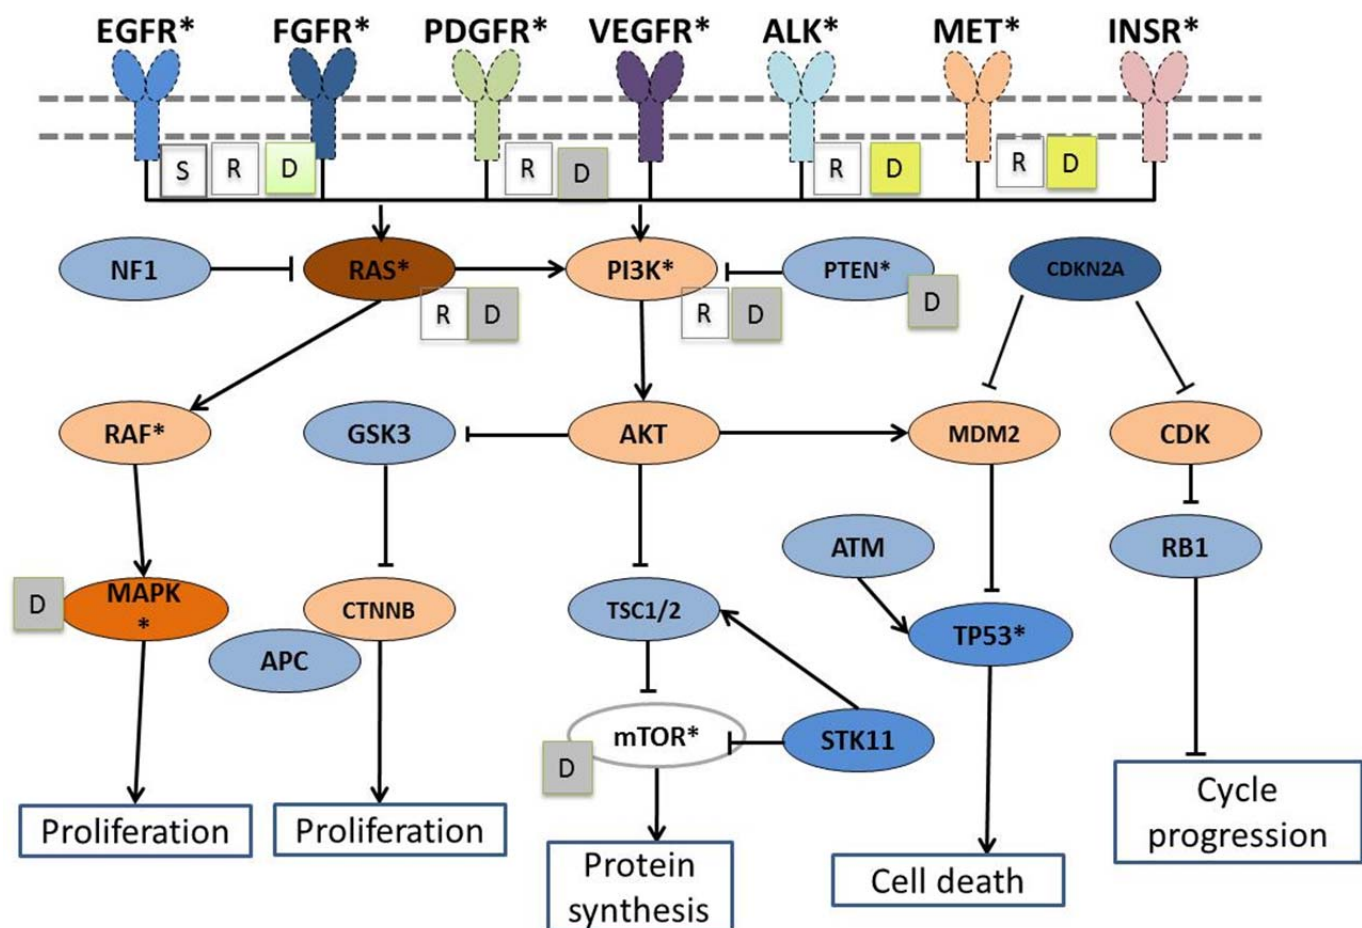 EGFR* FGFR* PDGFR* VEGFR* ALK* MET* INSR*
S R D R D R D R D
NF1 RAS* PI3K* PTEN* CDKN2A
R D R D D
RAF* GSK3 AKT MDM2 CDK
ATM RB1
D MAPK CTNNB TSC1/2
*
APC TP53*
mTOR* STK11
D
Proliferation Proliferation Cycle
progression
Protein
synthesis
Cell death